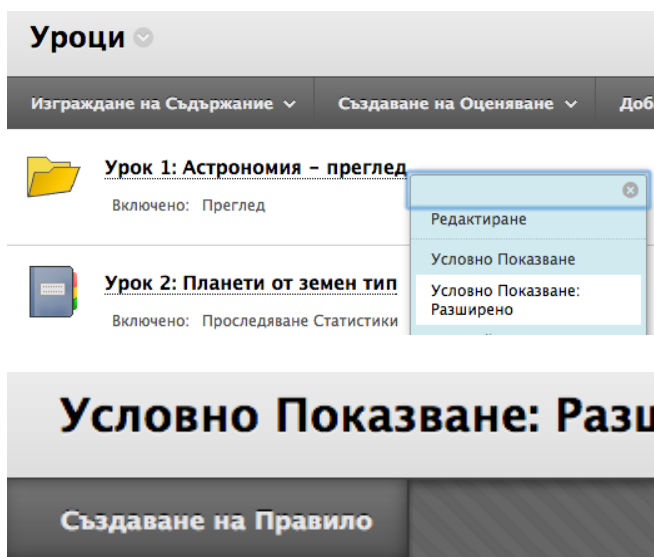 Уроци
Изграждане на Съдържание Създаване на Оценяване Доб
Урок 1: Астрономия – преглед
Включено: Преглед
Редактиране
Условно Показване
Условно Показване:
Разширено
Урок 2: Планети от земен тип
Включено: Проследяване Статистики
Условно Показване: Разш
Създаване на Правило